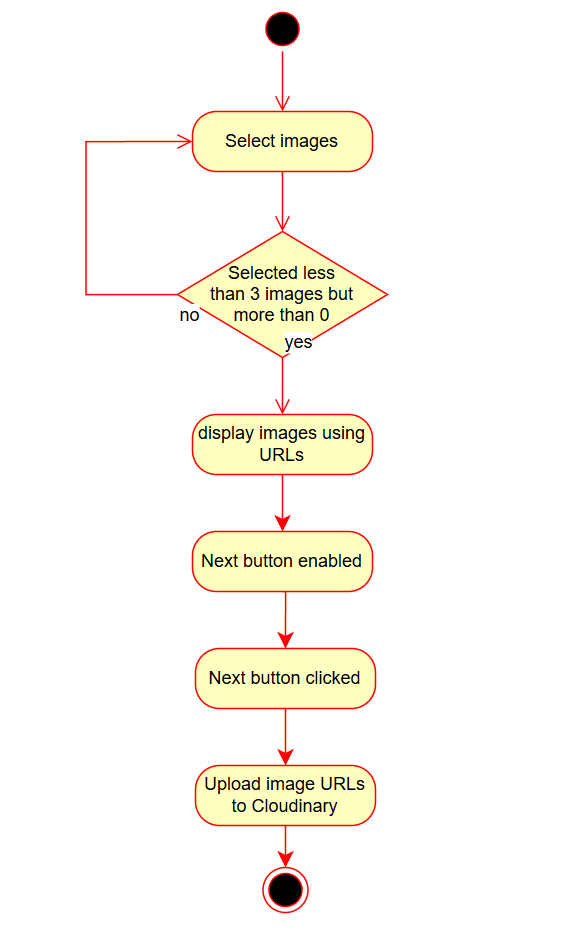 Select images
Selected less
than 3 images but
more than 0
no
yes
display images using
URLs
Next button enabled
Next button clicked
Upload image URLs
to Cloudinary